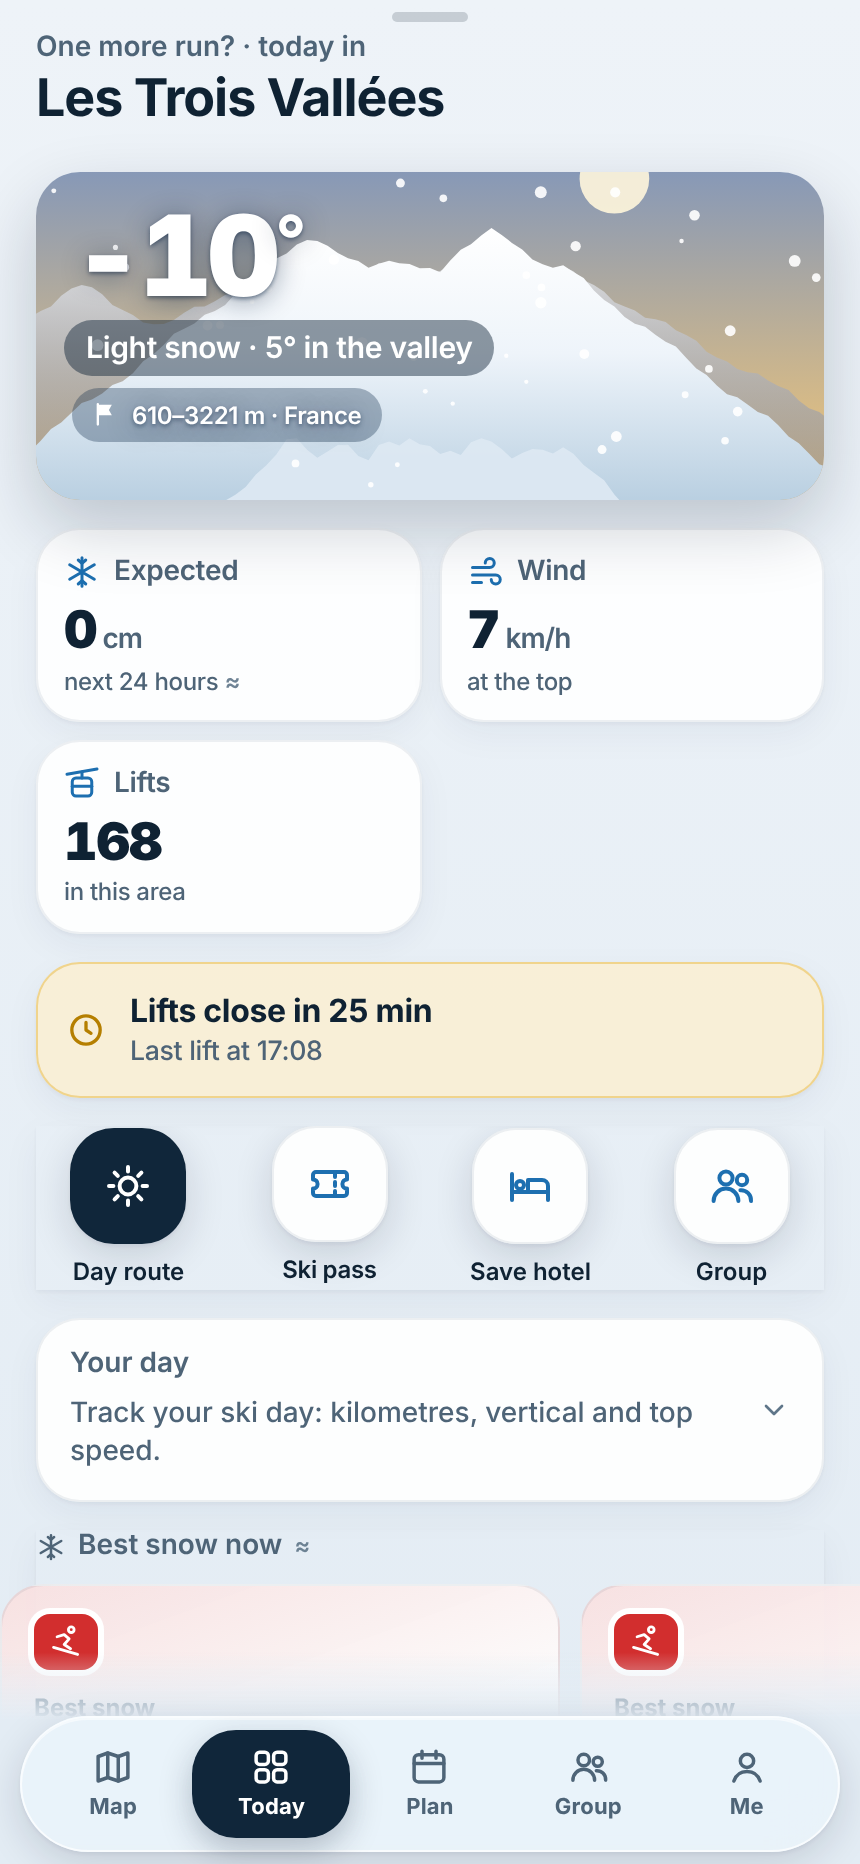 One more run? · today in
Les Trois Vallées
-10°
Light snow · 5° in the valley
610–3221 m · France
Expected
0 cm
next 24 hours ≈
Wind
7 km/h
at the top
Lifts
168
in this area
Lifts close in 25 min
Last lift at 17:08
Day route
Ski pass
Save hotel
Group
Your day
Track your ski day: kilometres, vertical and top
speed.
Best snow now ≈
Best snow
Best snow
Map
Today
Plan
Group
Me